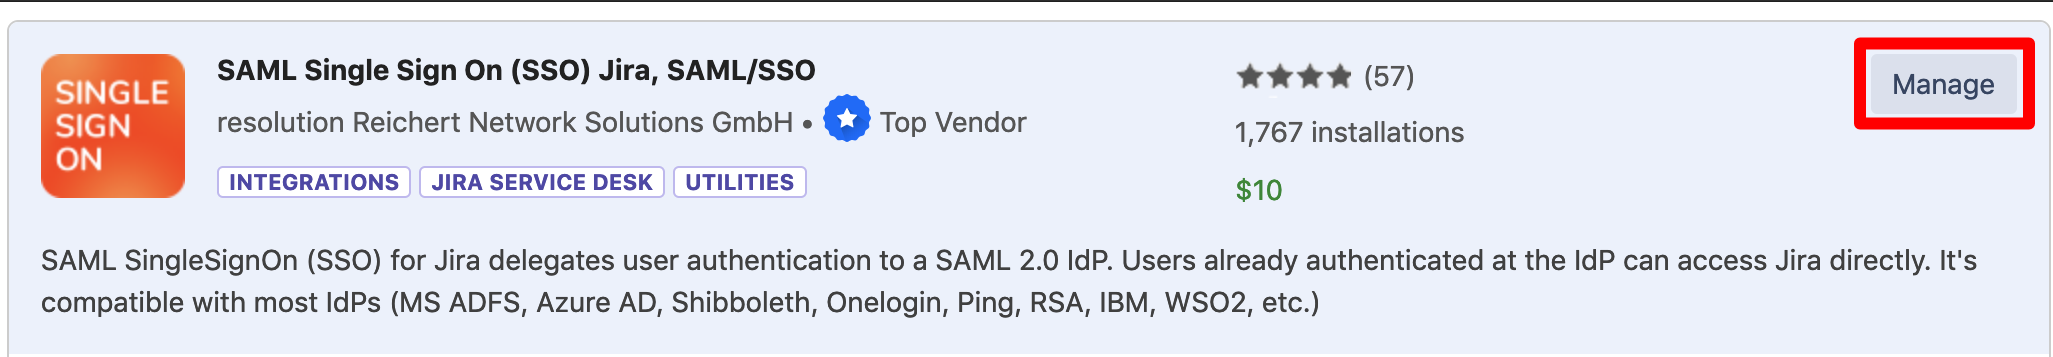 SINGLE
SIGN
ON
SAML Single Sign On (SSO) Jira, SAML/SSO
resolution Reichert Network Solutions GmbH • Top Vendor
INTEGRATIONS JIRA SERVICE DESK UTILITIES
(57)
1,767 installations
$10
Manage
SAML SingleSignOn (SSO) for Jira delegates user authentication to a SAML 2.0 IdP. Users already authenticated at the IdP can access Jira directly. It's
compatible with most IdPs (MS ADFS, Azure AD, Shibboleth, Onelogin, Ping, RSA, IBM, WSO2, etc.)